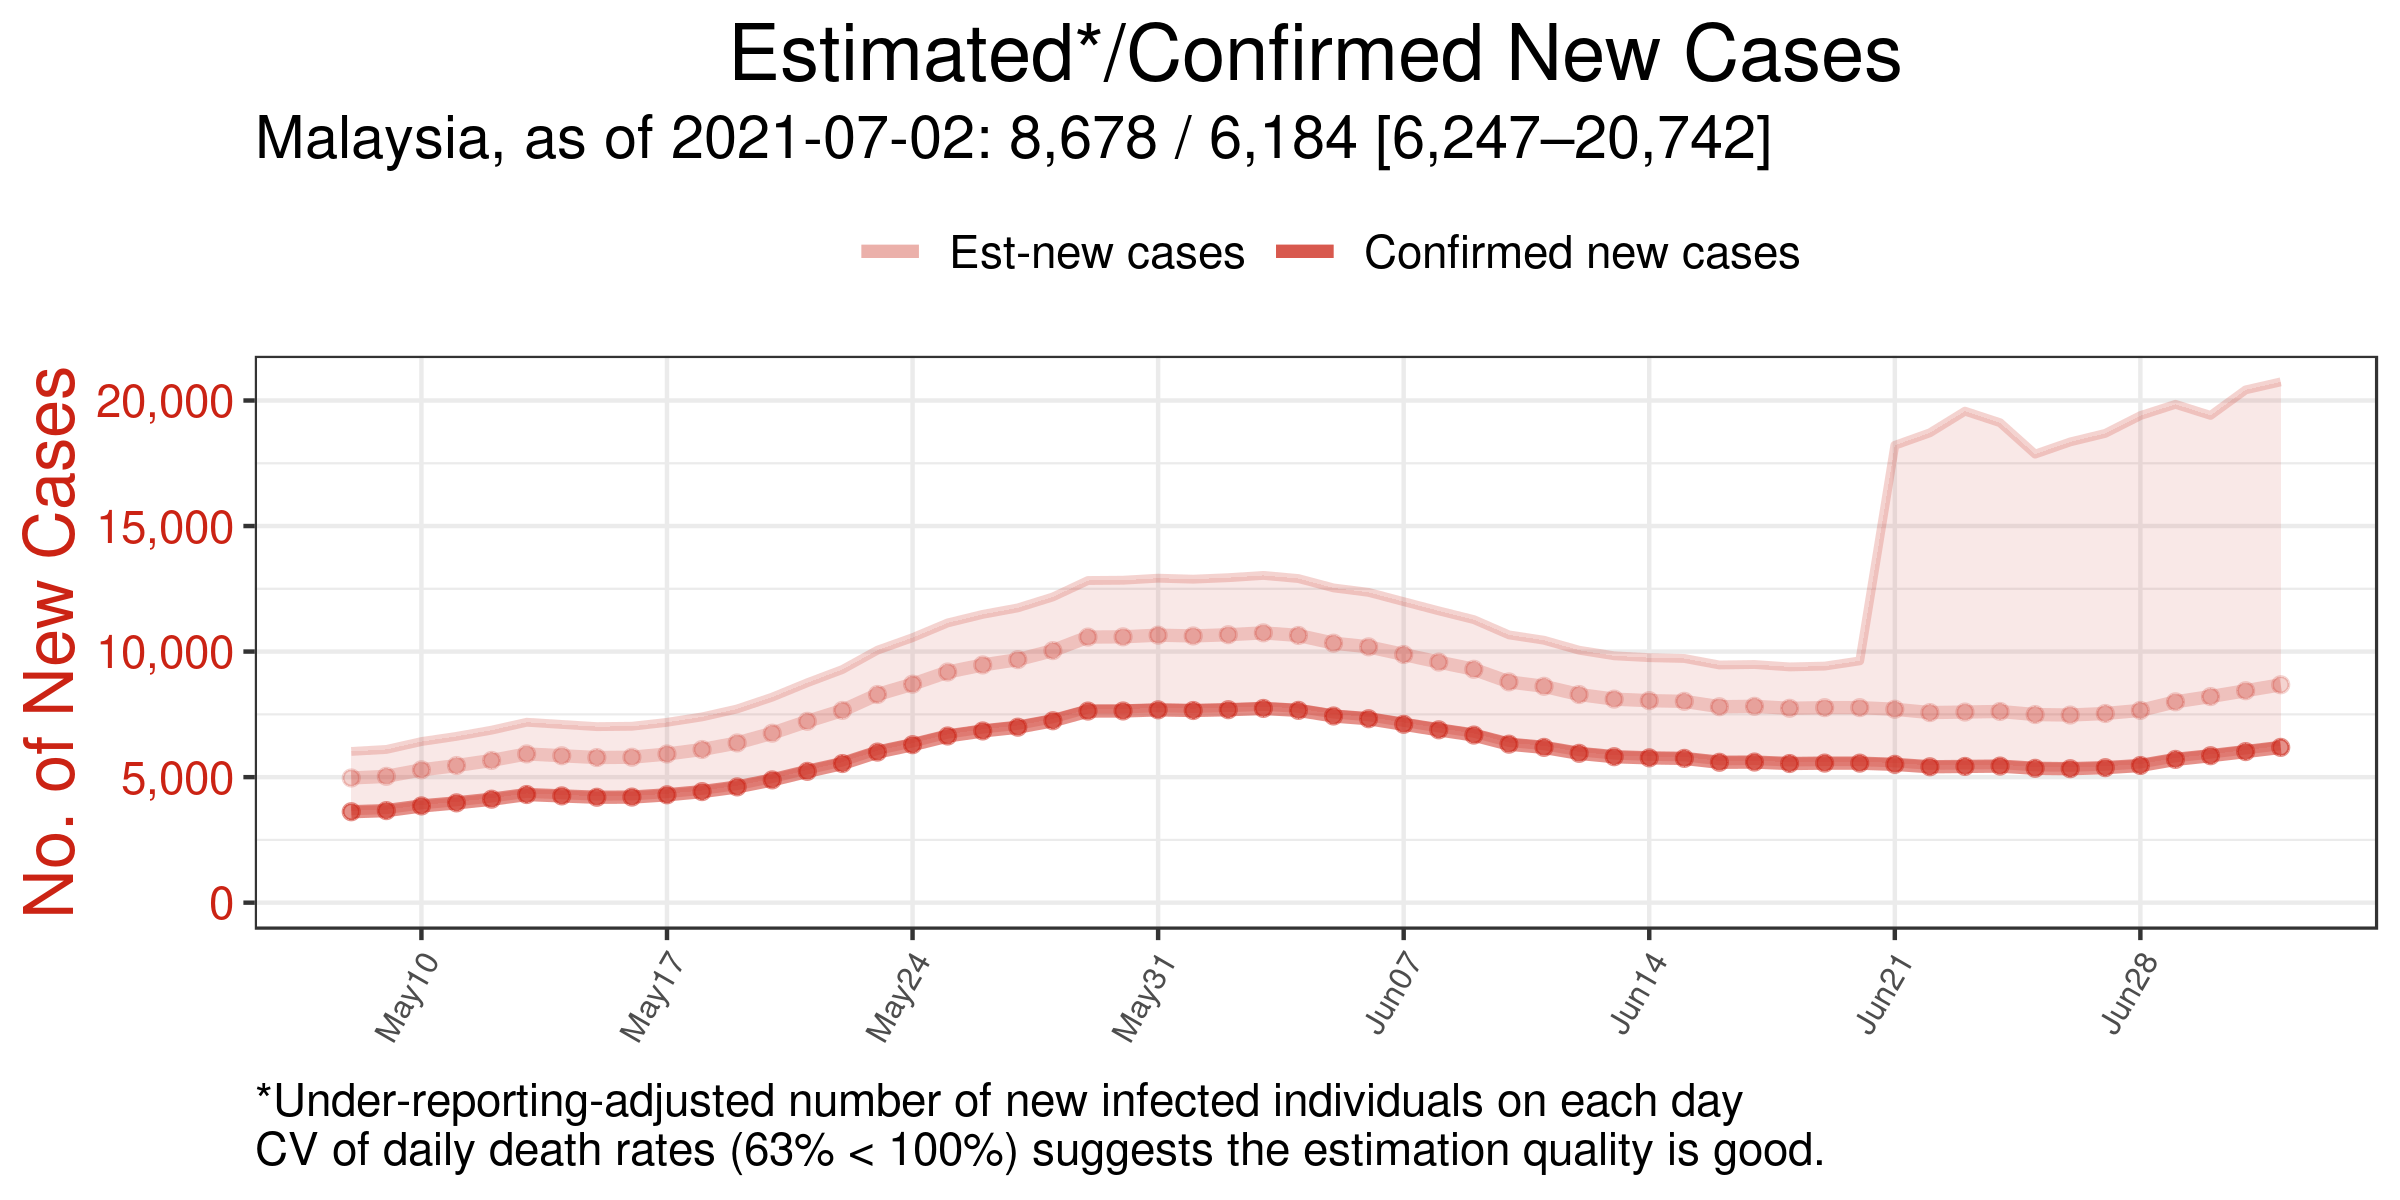 Estimated*/Confirmed New Cases
Malaysia, as of 2021-07-02: 8,678 / 6,184 [6,247–20,742]
Est-new cases
Confirmed new cases
No. of New Cases
20,000
15,000
10,000
5,000
0
May10
May17
May24
May31
Jun07
Jun14
Jun21
Jun28
*Under-reporting-adjusted number of new infected individuals on each day
CV of daily death rates (63% < 100%) suggests the estimation quality is good.